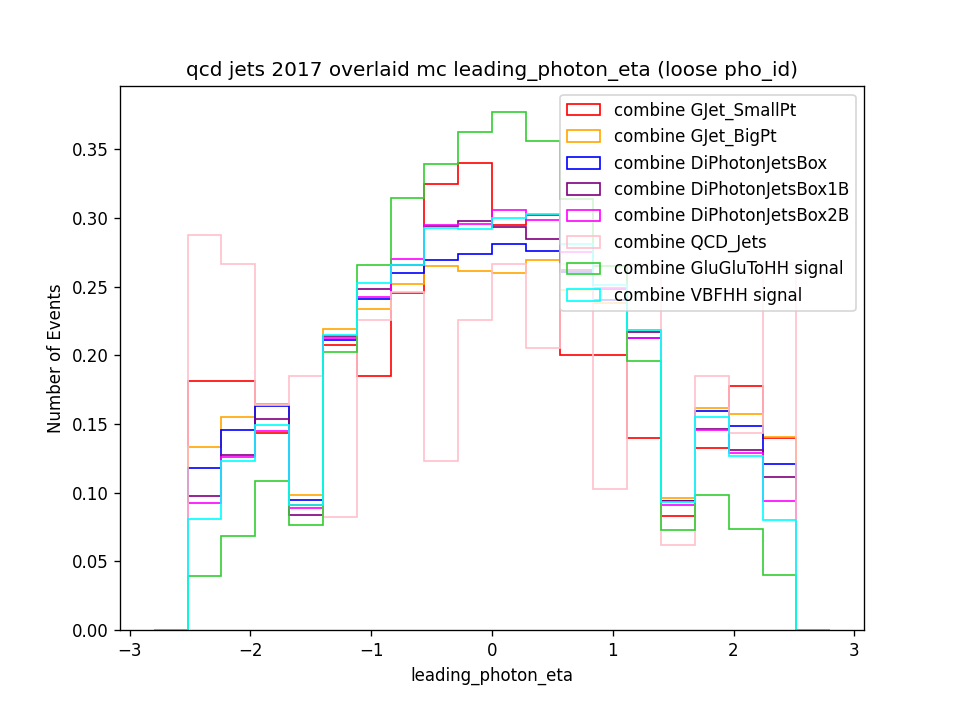 qcd jets 2017 overlaid mc leading_photon_eta (loose pho_id)
combine GJet_SmallPt
combine GJet_BigPt
combine DiPhotonJetsBox
combine DiPhotonJetsBox1B
combine DiPhotonJetsBox2B
combine QCD_Jets
combine GluGluToHH signal
combine VBFHH signal
Number of Events
0.35
0.30
0.25
0.20
0.15
0.10
0.05
0.00
−3
−2
−1
0
1
2
3
leading_photon_eta